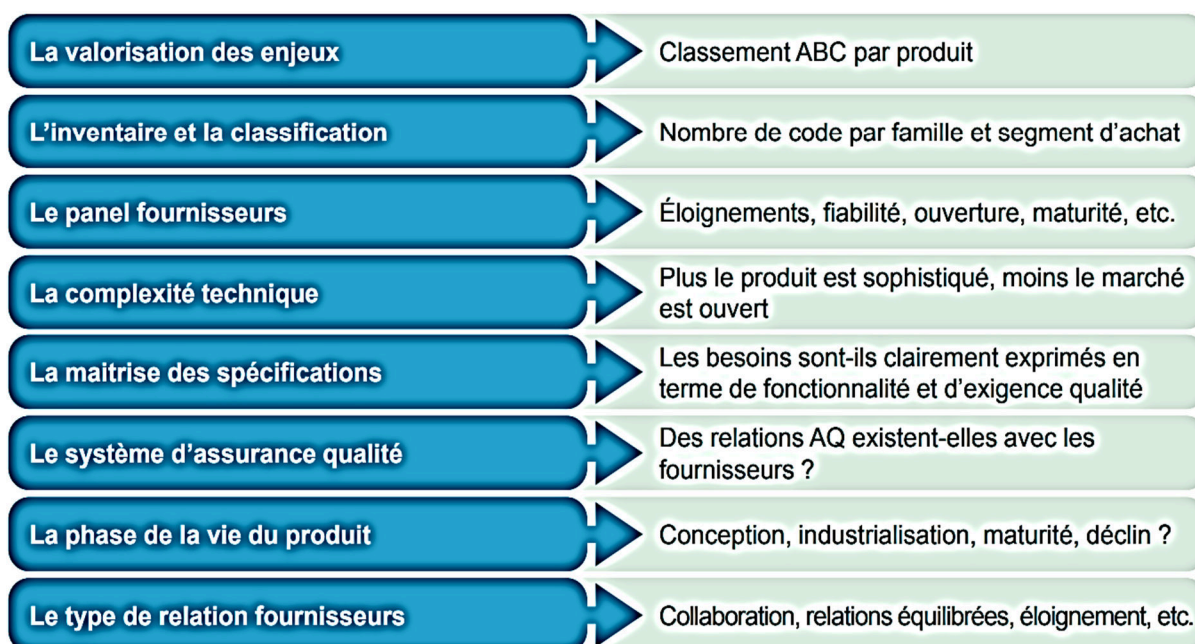 La valorisation des enjeux
Classement ABC par produit
L'inventaire et la classification
Nombre de code par famille et segment d'achat
Le panel fournisseurs
Éloignements, fiabilité, ouverture, maturité, etc.
La complexité technique
Plus le produit est sophistiqué, moins le marché
est ouvert
La maitrise des spécifications
Les besoins sont-ils clairement exprimés en
terme de fonctionnalité et d'exigence qualité
Le système d'assurance qualité
Des relations AQ existent-elles avec les
fournisseurs ?
La phase de la vie du produit
Conception, industrialisation, maturité, déclin ?
Le type de relation fournisseurs
Collaboration, relations équilibrées, éloignement, etc.